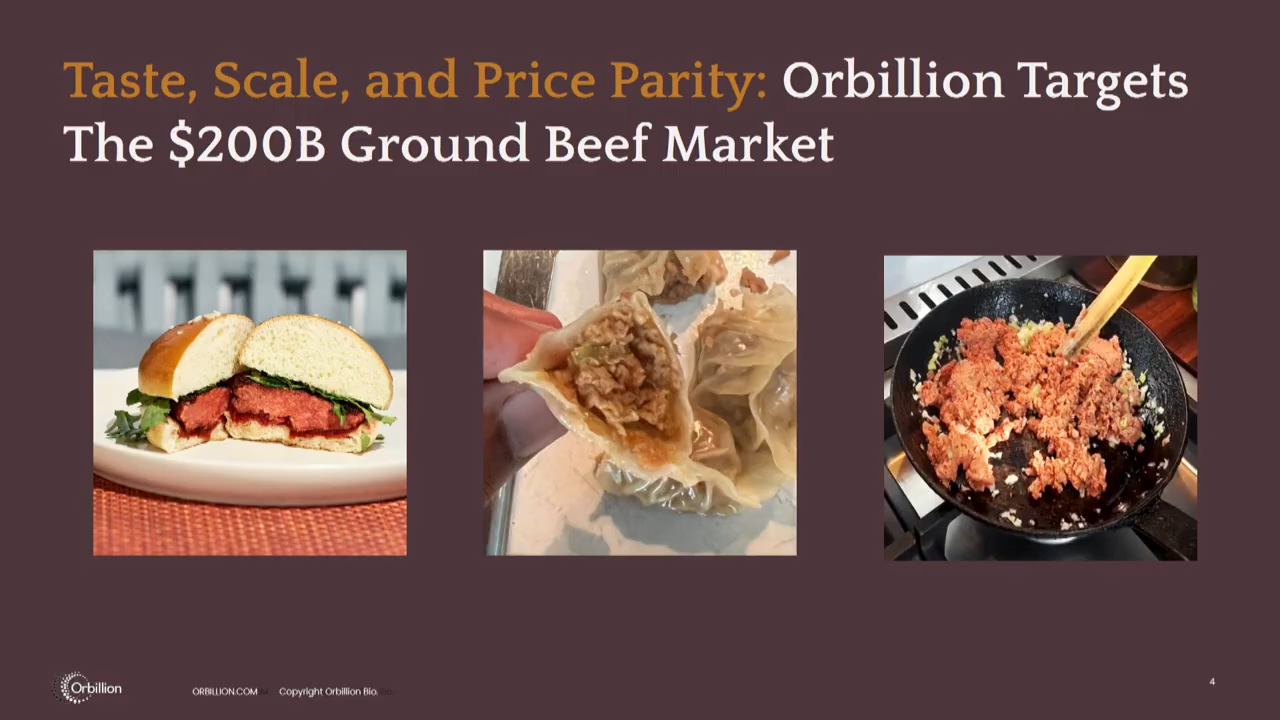 Taste, Scale, and Price Parity: Orbillion Targets
The $200B Ground Beef Market
Orbillion
ORBILLION.COM
Copyright Orbillion Bio.
4